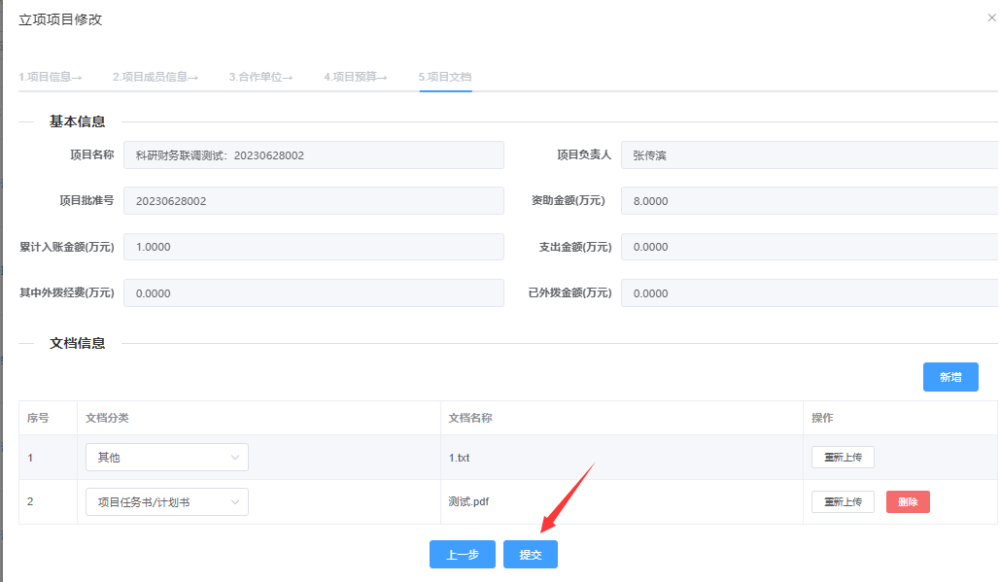 立项项目修改
1.项目信息→ 2.项目成员信息→ 3.合作单位→ 4.项目预算→ 5.项目文档
基本信息
项目名称 科研财务联调测试：20230628002 项目负责人 张传滨
项目批准号 20230628002 资助金额(万元) 8.0000
累计入账金额(万元) 1.0000 支出金额(万元) 0.0000
其中外拨经费(万元) 0.0000 已外拨金额(万元) 0.0000
文档信息
新增
序号 文档分类 文档名称 操作
1 其他 1.txt 重新上传
2 项目任务书/计划书 测试.pdf 重新上传 删除
上一步 提交